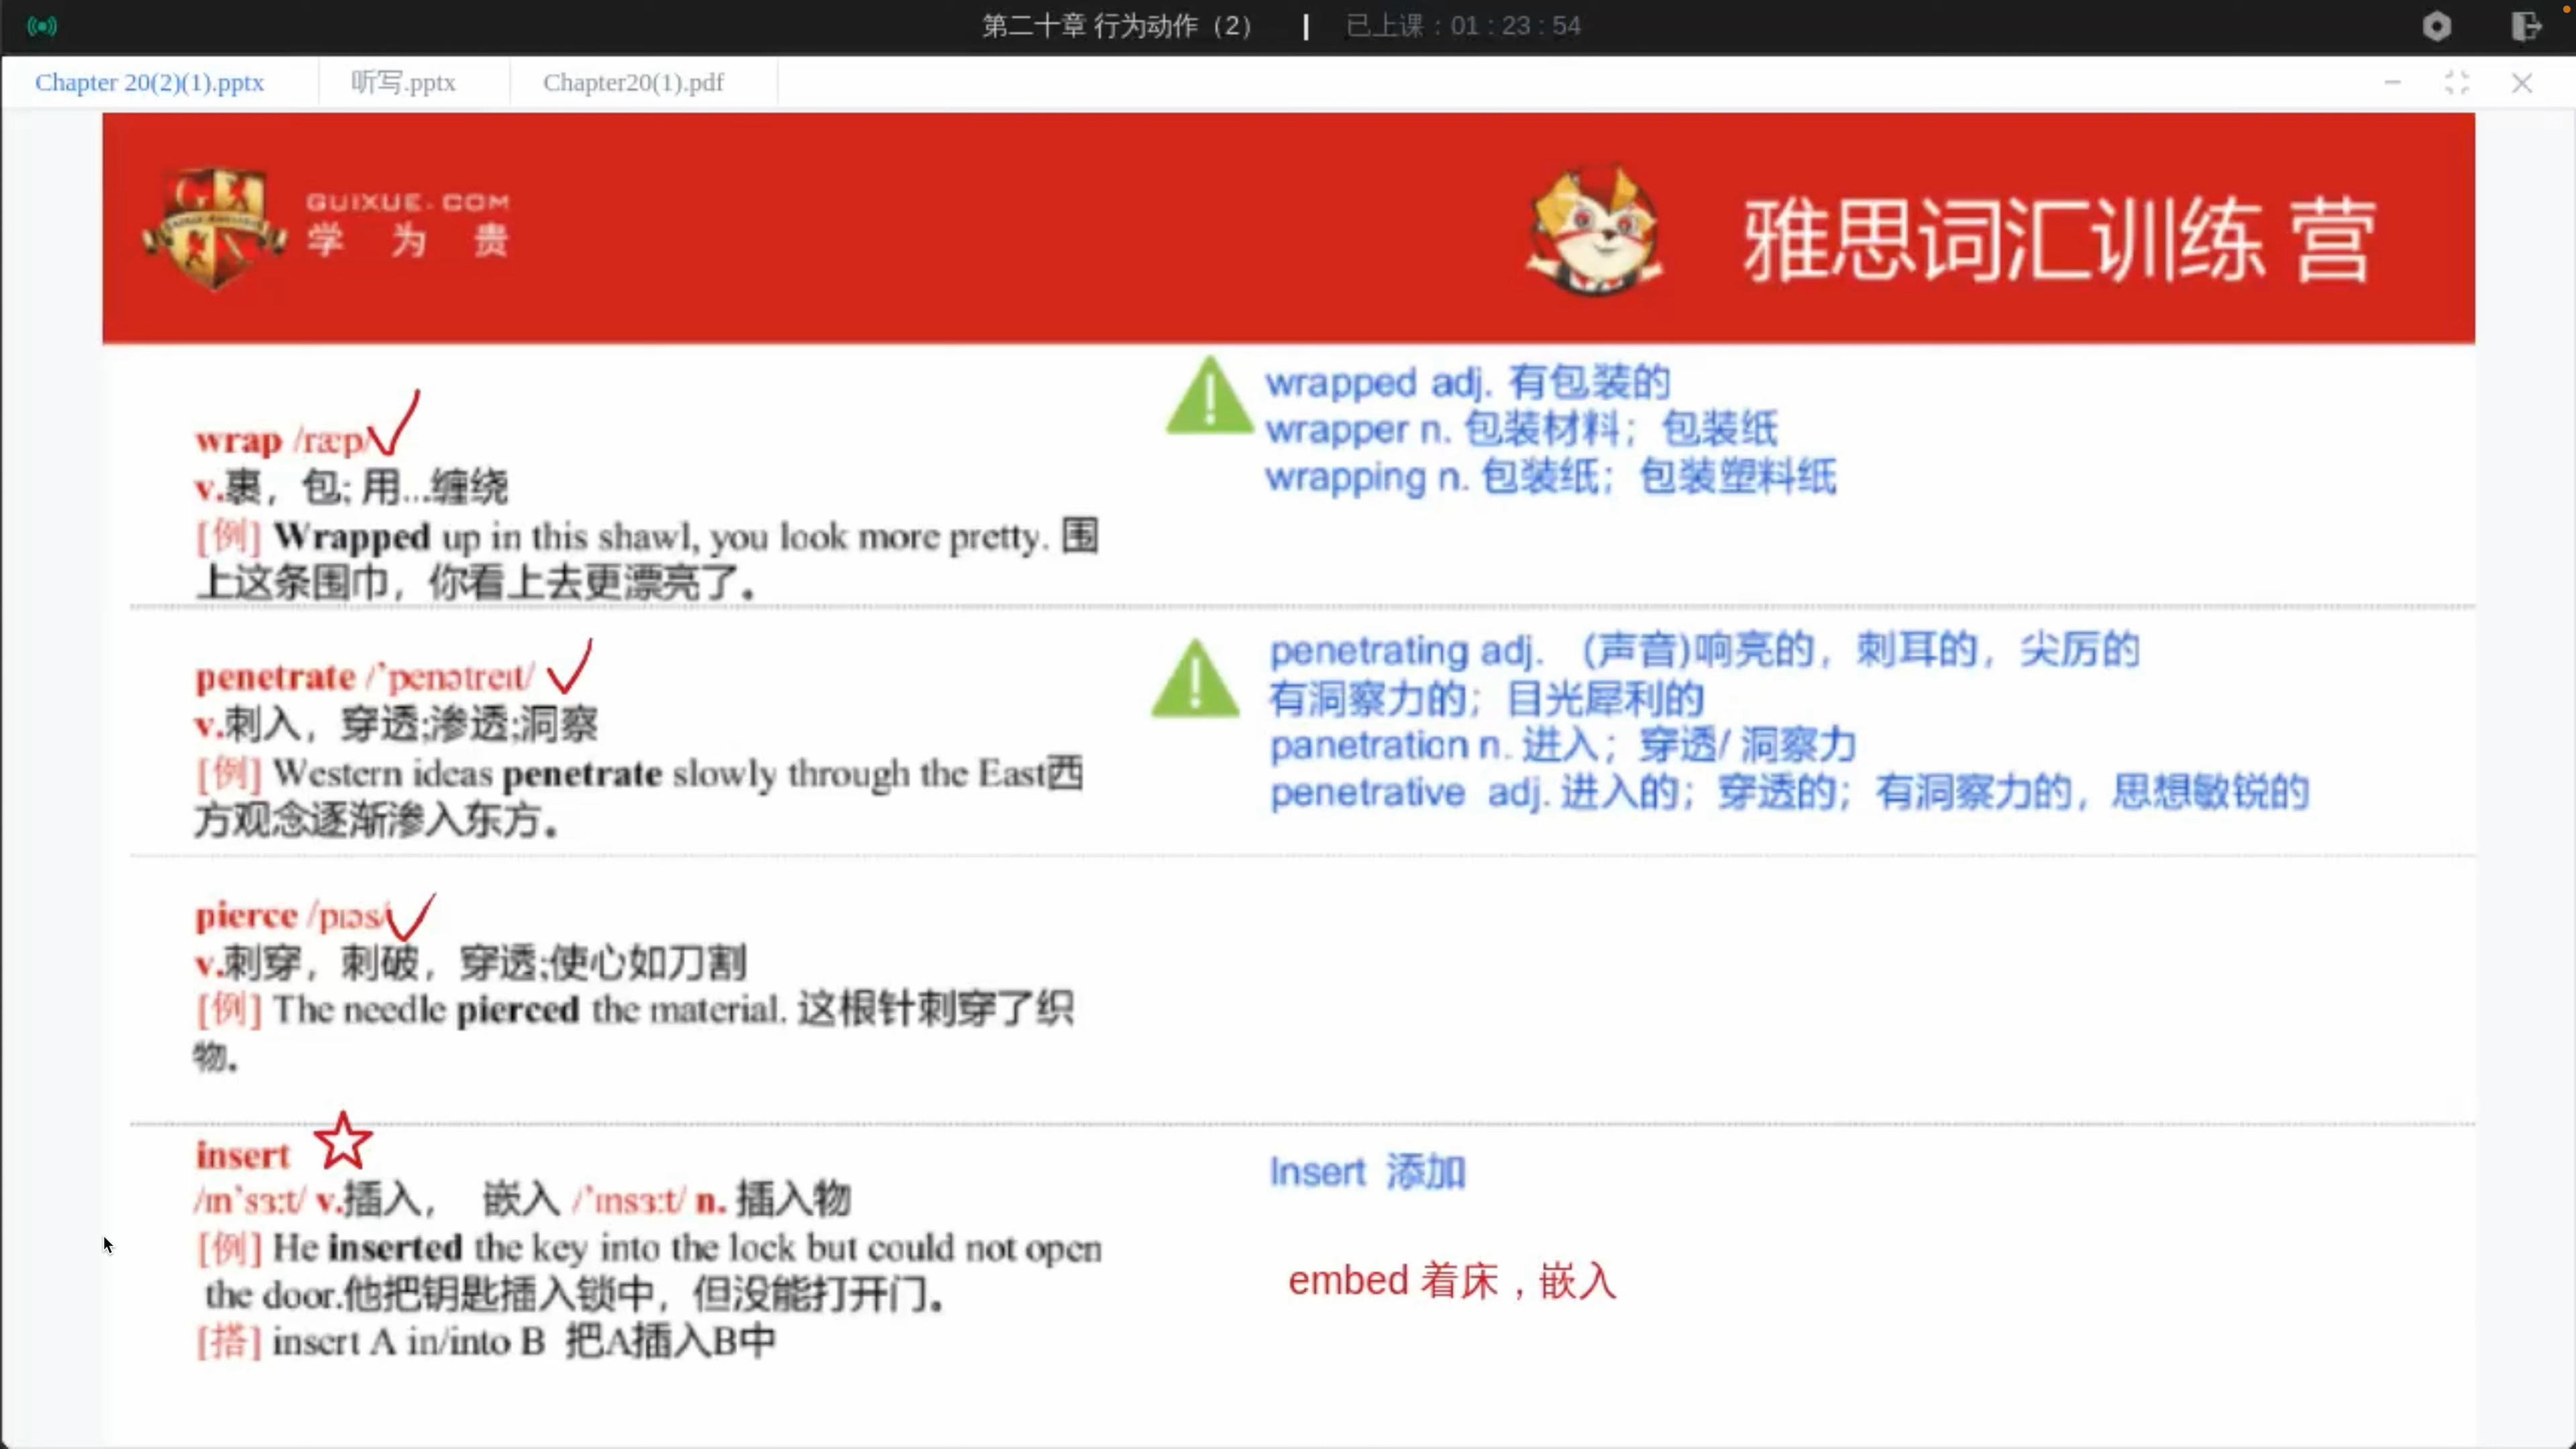 第二十章 行为动作（2） | 已上课：01：23：54
Chapter 20(2)(1).pptx 听写.pptx Chapter20(1).pdf
GUIXUE.COM
学 为 贵
雅思词汇训练 营
wrap /ræp/
v.裹，包; 用...缠绕
[例] Wrapped up in this shawl, you look more pretty. 围
上这条围巾，你看上去更漂亮了。
wrapped adj. 有包装的
wrapper n. 包装材料；包装纸
wrapping n. 包装纸；包装塑料纸
penetrate /ˈpenətreɪt/
v.刺入，穿透;渗透;洞察
[例] Western ideas penetrate slowly through the East西
方观念逐渐渗入东方。
penetrating adj. (声音)响亮的，刺耳的，尖厉的
有洞察力的；目光犀利的
panetration n. 进入；穿透/ 洞察力
penetrative adj. 进入的；穿透的；有洞察力的，思想敏锐的
pierce /pɪəs/
v.刺穿，刺破，穿透;使心如刀割
[例] The needle pierced the material. 这根针刺穿了织
物。
insert
/ɪnˈsɜːt/ v.插入， 嵌入 /ˈɪnsɜːt/ n. 插入物
[例] He inserted the key into the lock but could not open
the door.他把钥匙插入锁中，但没能打开门。
[搭] insert A in/into B 把A插入B中
Insert 添加
embed 着床，嵌入